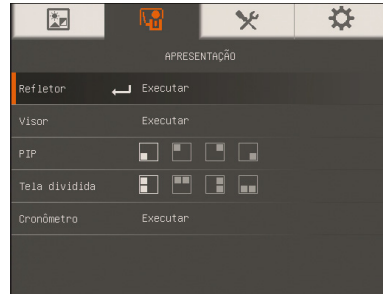 APRESENTAÇÃO
Refletor Executar
Visor Executar
PIP
Tela dividida
Cronômetro Executar